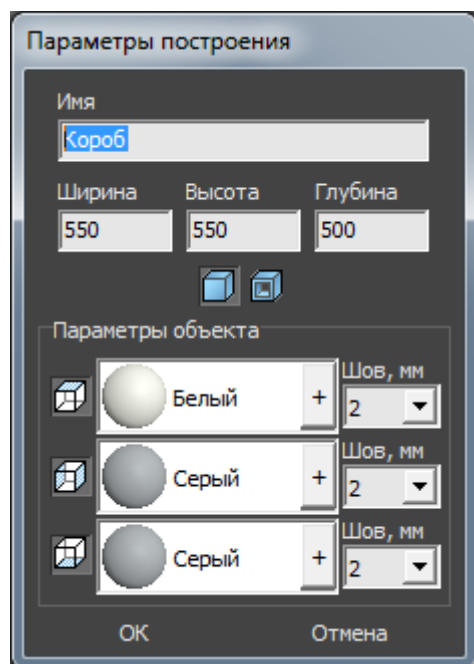 Параметры построения
Имя
Короб
Ширина Высота Глубина
550 550 500
Параметры объекта
Белый + Шов, мм 2
Серый + Шов, мм 2
Серый + Шов, мм 2
ОК Отмена